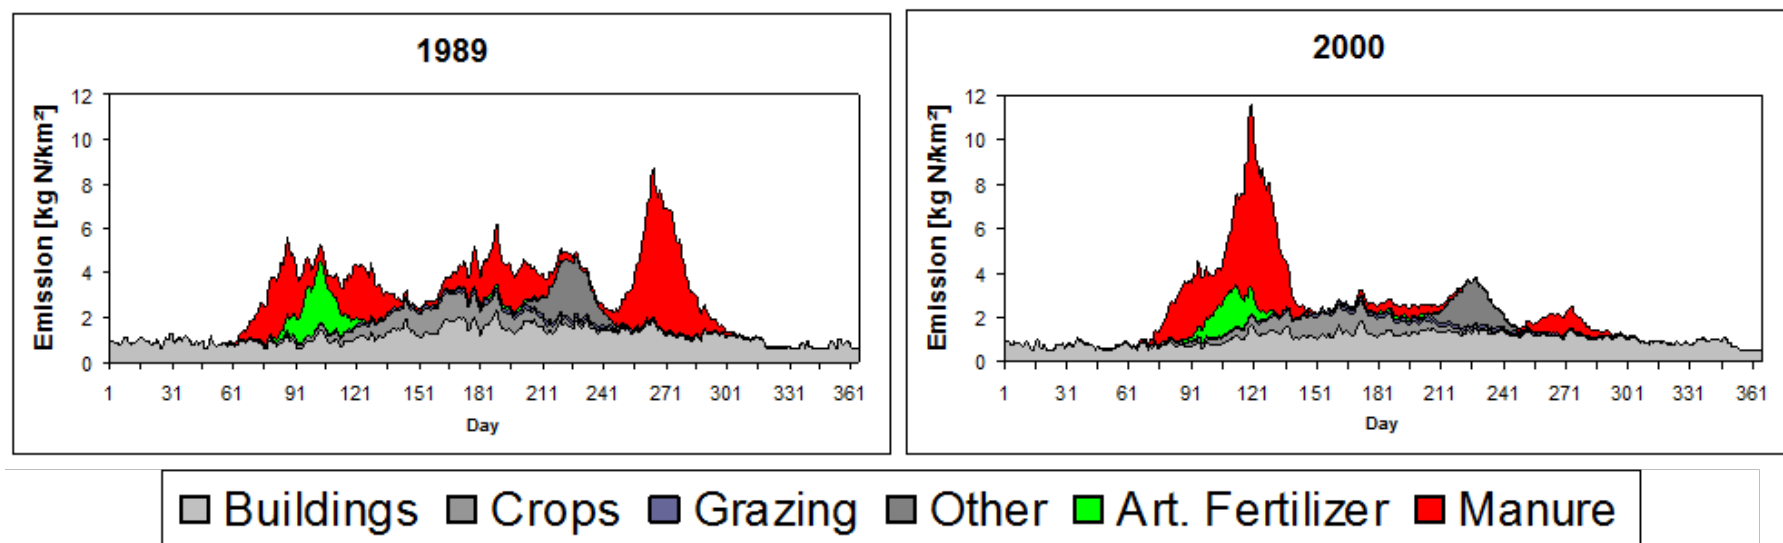 1989
12
10
8
6
4
2
0
Emission [kg N/km²]
1 31 61 91 121 151 181 211 241 271 301 331 361
Day
2000
12
10
8
6
4
2
0
Emission [kg N/km²]
1 31 61 91 121 151 181 211 241 271 301 331 361
Day
Buildings Crops Grazing Other Art. Fertilizer Manure